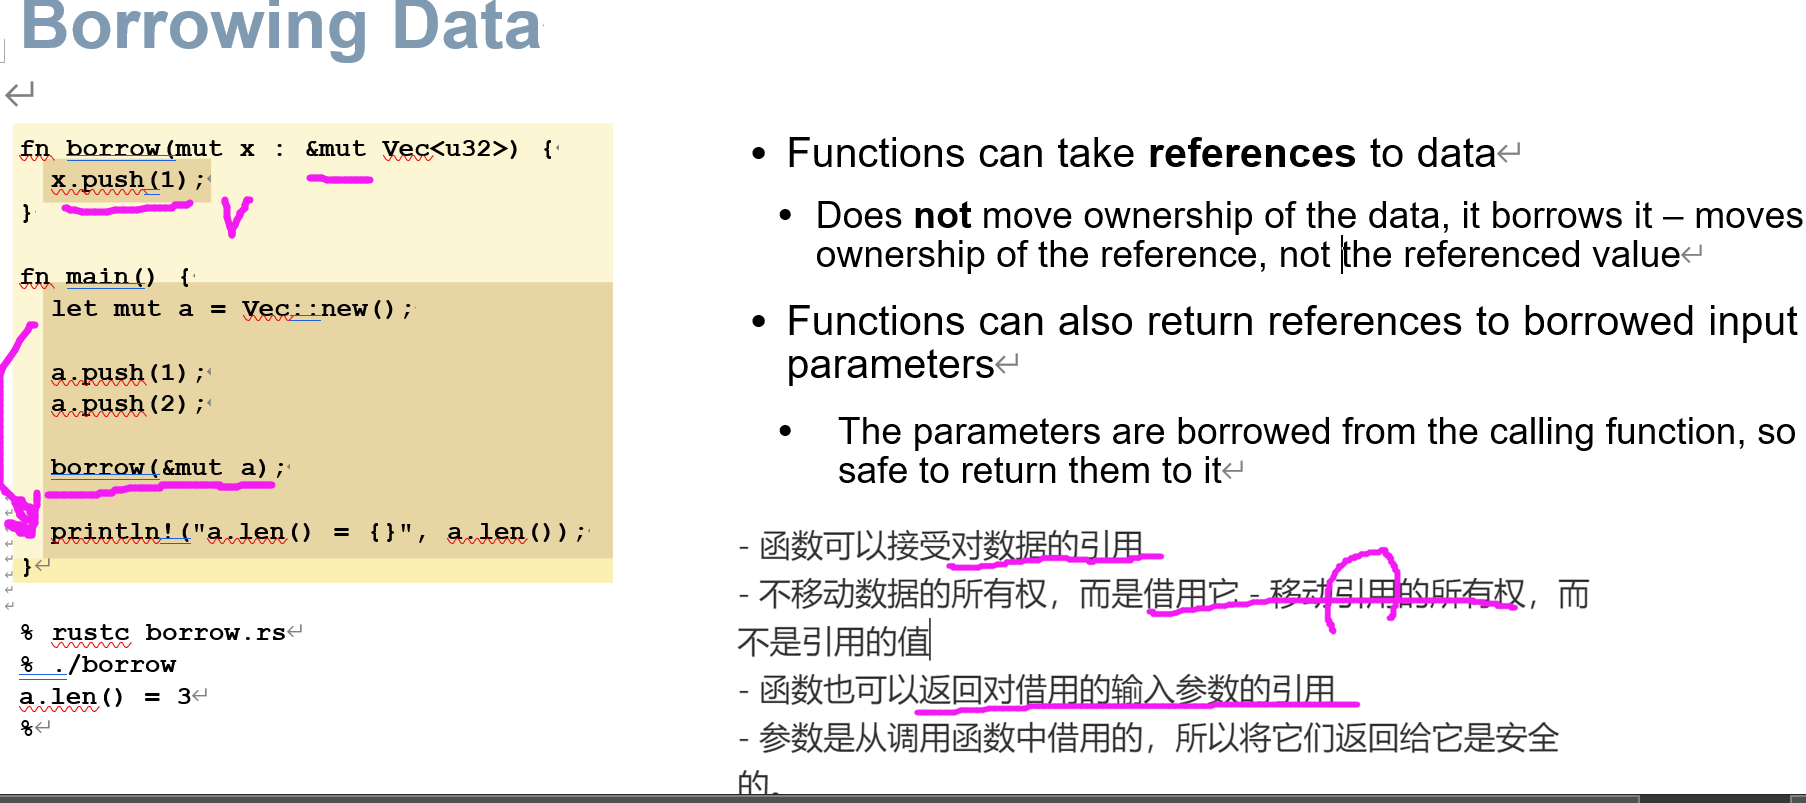 Borrowing Data
fn borrow(mut x : &mut Vec<u32>) {
x.push(1);
}
fn main() {
let mut a = Vec::new();
a.push(1);
a.push(2);
borrow(&mut a);
println!("a.len() = {}", a.len());
}
% rustc borrow.rs
% ./borrow
a.len() = 3
%
• Functions can take references to data
• Does not move ownership of the data, it borrows it – moves
ownership of the reference, not the referenced value
• Functions can also return references to borrowed input
parameters
• The parameters are borrowed from the calling function, so
safe to return them to it
- 函数可以接受对数据的引用
- 不移动数据的所有权，而是借用它 - 移动引用的所有权，而
不是引用的值
- 函数也可以返回对借用的输入参数的引用
- 参数是从调用函数中借用的，所以将它们返回给它是安全
的。